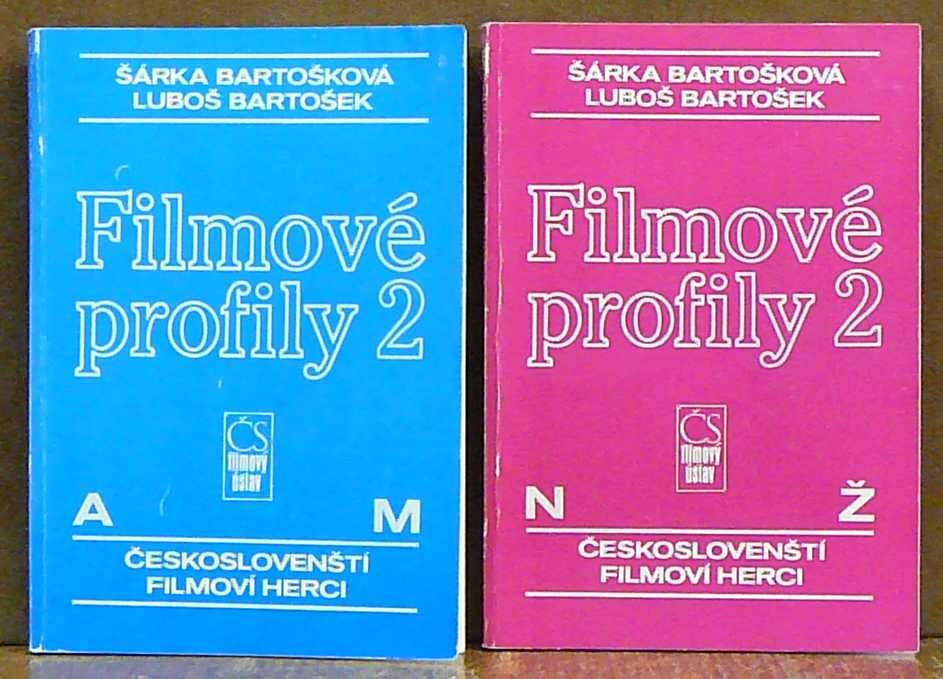 ŠÁRKA BARTOŠKOVÁ
LUBOŠ BARTOŠEK
Filmové
profily 2
ČS
filmový
ústav
A M
ČESKOSLOVENŠTÍ
FILMOVÍ HERCI
ŠÁRKA BARTOŠKOVÁ
LUBOŠ BARTOŠEK
Filmové
profily 2
ČS
filmový
ústav
N Ž
ČESKOSLOVENŠTÍ
FILMOVÍ HERCI